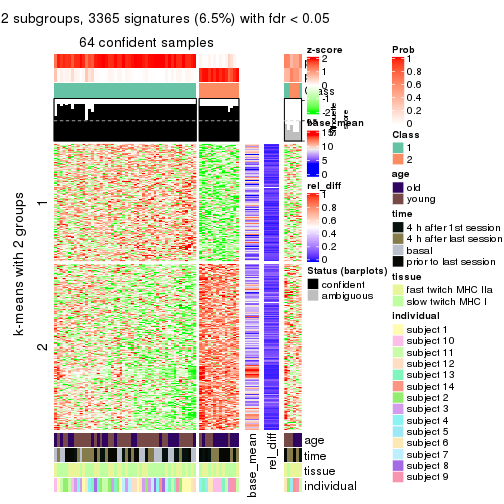 2 subgroups, 3365 signatures (6.5%) with fdr < 0.05
64 confident samples
k-means with 2 groups
1
2
Class
score
age
time
tissue
individual
base_mean
rel_diff
z-score
2
1
0
-1
-2
base_mean
15
10
5
0
rel_diff
1
0.8
0.6
0.4
0.2
0
Status (barplots)
confident
ambiguous
Prob
1
0.8
0.6
0.4
0.2
0
Class
1
2
age
old
young
time
4 h after 1st session
4 h after last session
basal
prior to last session
tissue
fast twitch MHC IIa
slow twitch MHC I
individual
subject 1
subject 10
subject 11
subject 12
subject 13
subject 14
subject 2
subject 3
subject 4
subject 5
subject 6
subject 7
subject 8
subject 9